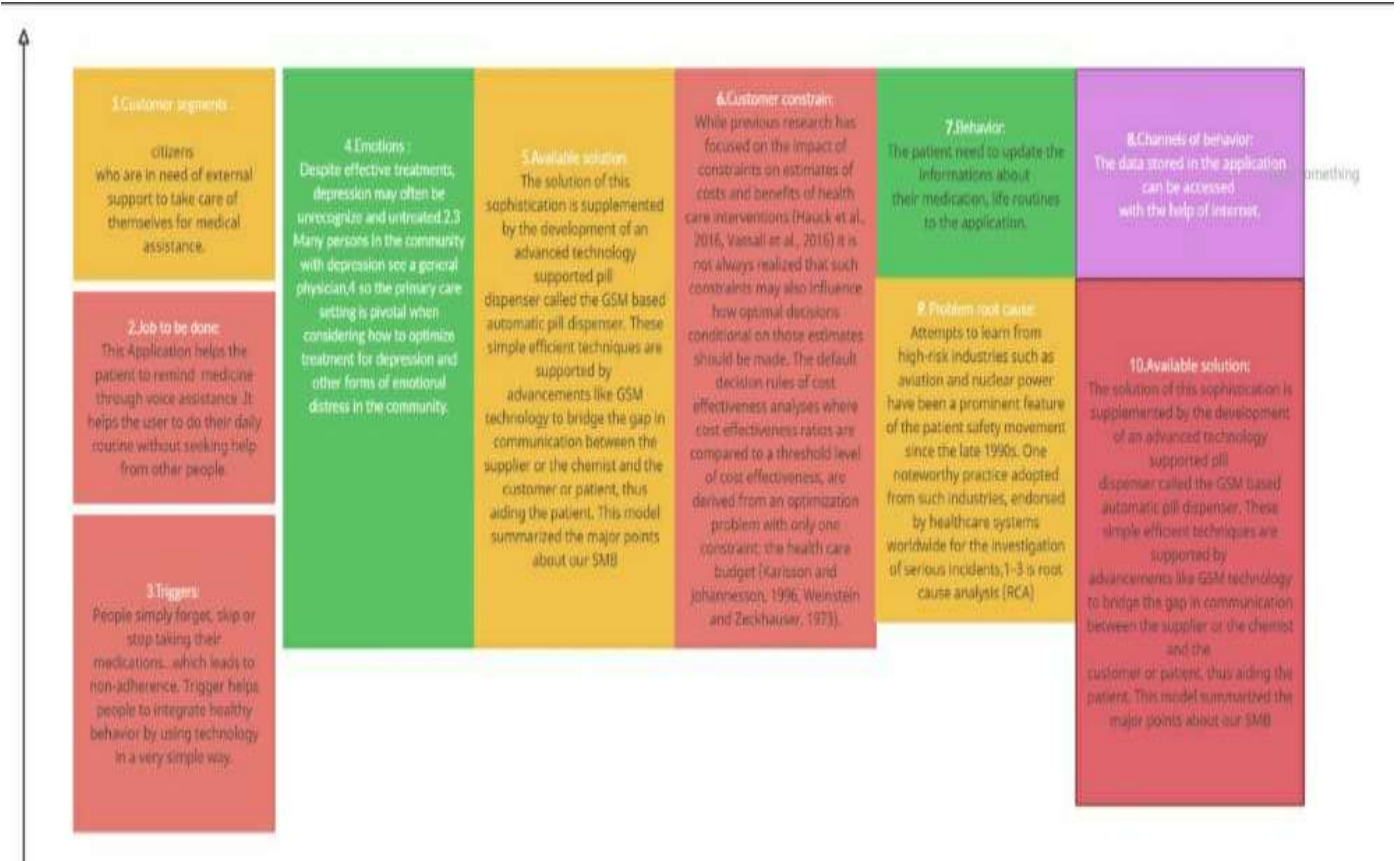 1.Customer segments .
citizens
who are in need of external
support to take care of
themselves for medical
assistance.
2.Job to be done:
This Application helps the
patient to remind medicine
through voice assistance .It
helps the user to do their daily
routine without seeking help
from other people.
3.Triggers:
People simply forget, skip or
stop taking their
medications...which leads to
non-adherence. Trigger helps
people to integrate healthy
behavior by using technology
in a very simple way.
4.Emotions :
Despite effective treatments,
depression may often be
unrecognize and untreated.2,3
Many persons in the community
with depression see a general
physician,4 so the primary care
setting is pivotal when
considering how to optimize
treatment for depression and
other forms of emotional
distress in the community.
5.Available solution:
The solution of this
sophistication is supplemented
by the development of an
advanced technology
supported pill
dispenser called the GSM based
automatic pill dispenser. These
simple efficient techniques are
supported by
advancements like GSM
technology to bridge the gap in
communication between the
supplier or the chemist and the
customer or patient, thus
aiding the patient. This model
summarized the major points
about our SMB
6.Customer constrain:
While previous research has
focused on the impact of
constraints on estimates of
costs and benefits of health
care interventions (Hauck et al.,
2016, Vassall et al., 2016) it is
not always realized that such
constraints may also influence
how optimal decisions
conditional on those estimates
should be made. The default
decision rules of cost
effectiveness analyses where
cost effectiveness ratios are
compared to a threshold level
of cost effectiveness, are
derived from an optimization
problem with only one
constraint: the health care
budget (Karlsson and
Johannesson, 1996, Weinstein
and Zeckhauser, 1973).
7.Behavior:
The patient need to update the
informations about
their medication, life routines
to the application.
8.Channels of behavior:
The data stored in the application
can be accessed
with the help of internet.
something
9. Problem root cause:
Attempts to learn from
high-risk industries such as
aviation and nuclear power
have been a prominent feature
of the patient safety movement
since the late 1990s. One
noteworthy practice adopted
from such industries, endorsed
by healthcare systems
worldwide for the investigation
of serious incidents,1–3 is root
cause analysis (RCA)
10.Available solution:
The solution of this sophistication is
supplemented by the development
of an advanced technology
supported pill
dispenser called the GSM based
automatic pill dispenser. These
simple efficient techniques are
supported by
advancements like GSM technology
to bridge the gap in communication
between the supplier or the chemist
and the
customer or patient, thus aiding the
patient. This model summarized the
major points about our SMB